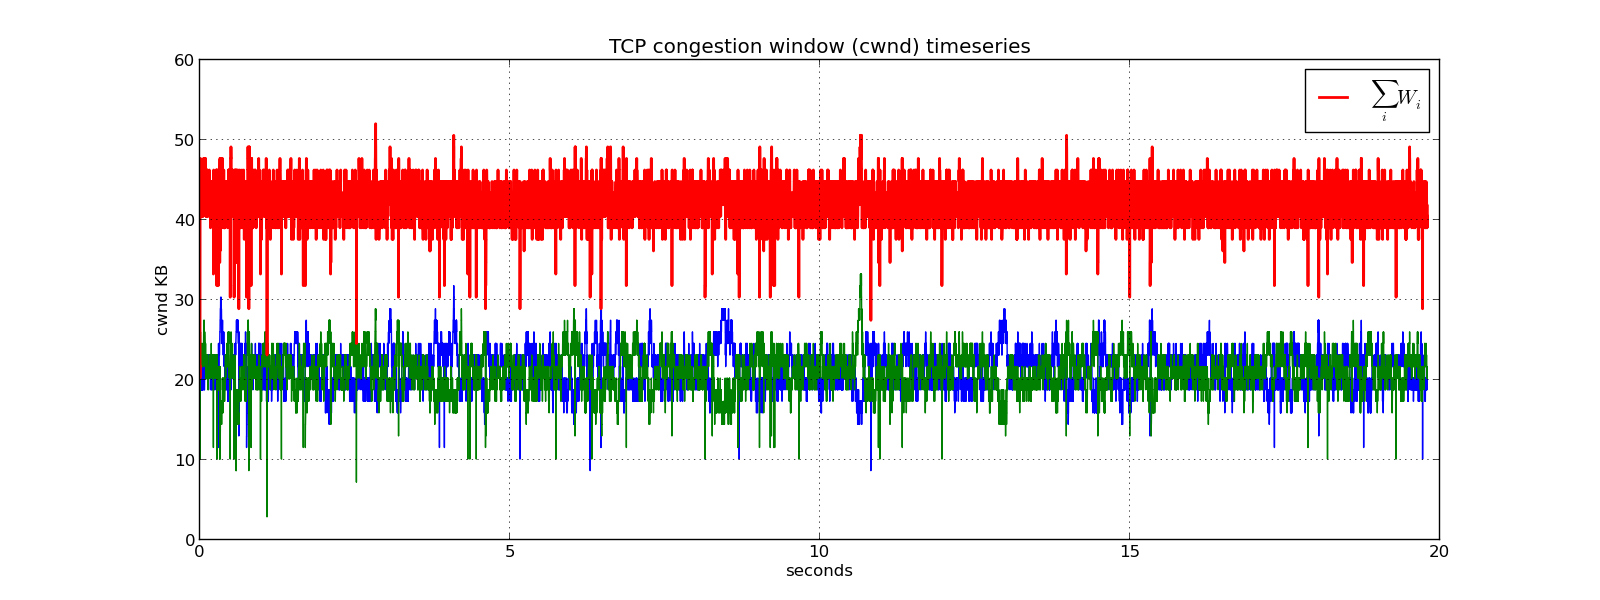 TCP congestion window (cwnd) timeseries
60
50
40
30
20
10
0
cwnd KB
∑ W_i
i
0 5 10 15 20
seconds